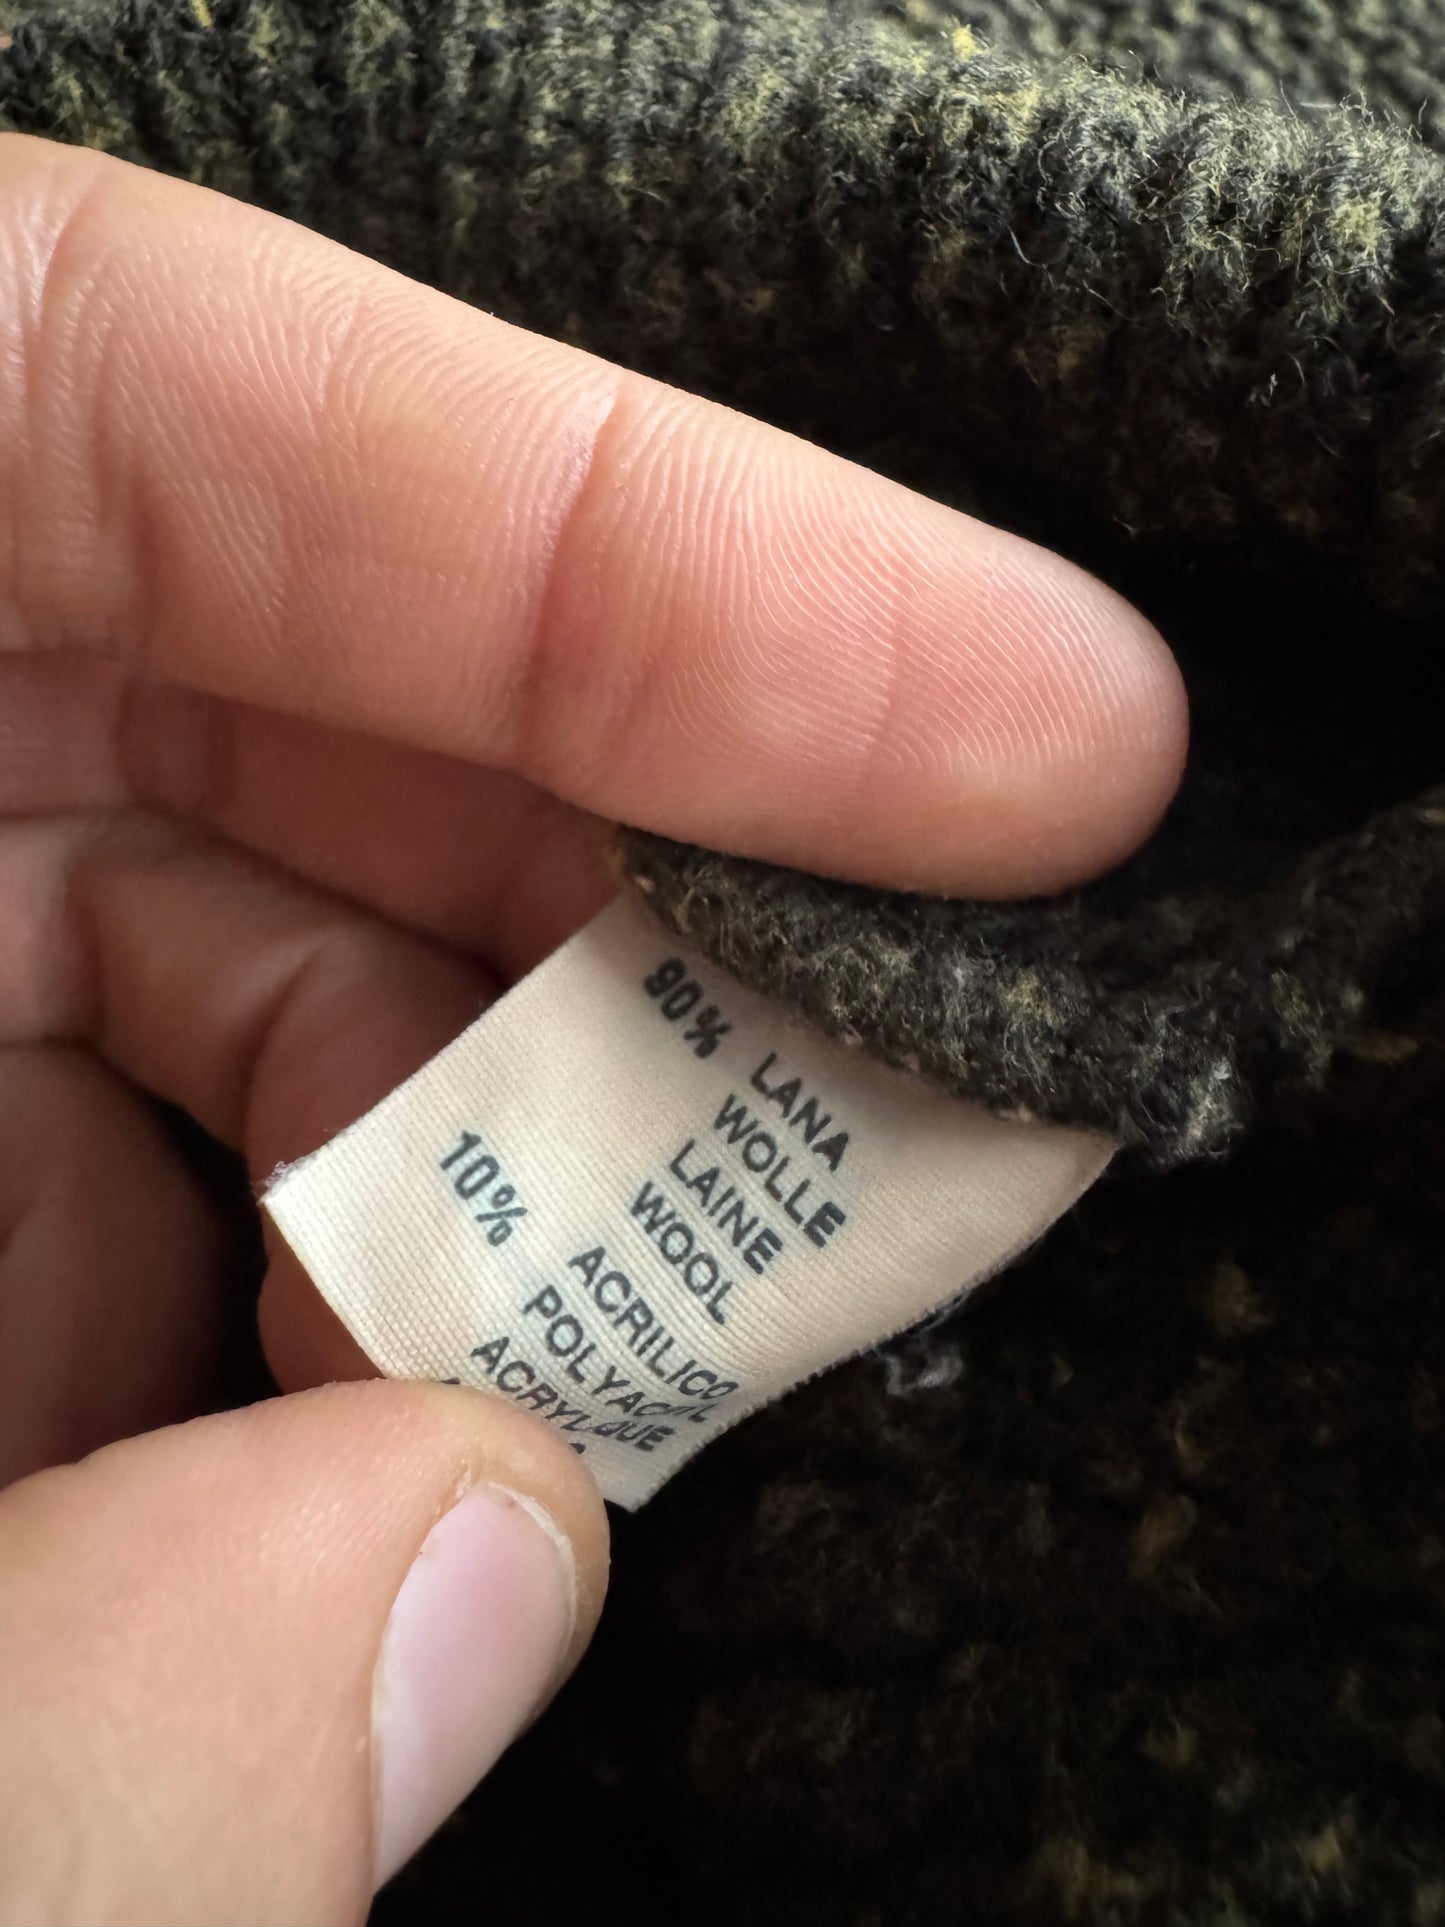 90% LANA
WOLLE
LAINE
WOOL
10% ACRILICO
POLYACRYL
ACRYLIQUE